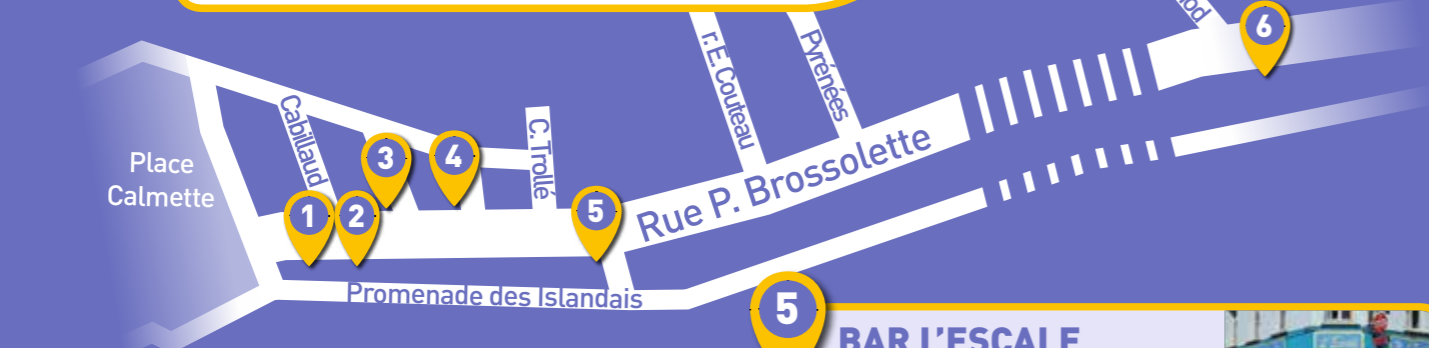 6
r. E. Couteau
Pyrénées
Cabillaud
C. Trollé
3
4
Place
Calmette
1
2
5
Rue P. Brossolette
Promenade des Islandais
5
BAR L'ESCALE